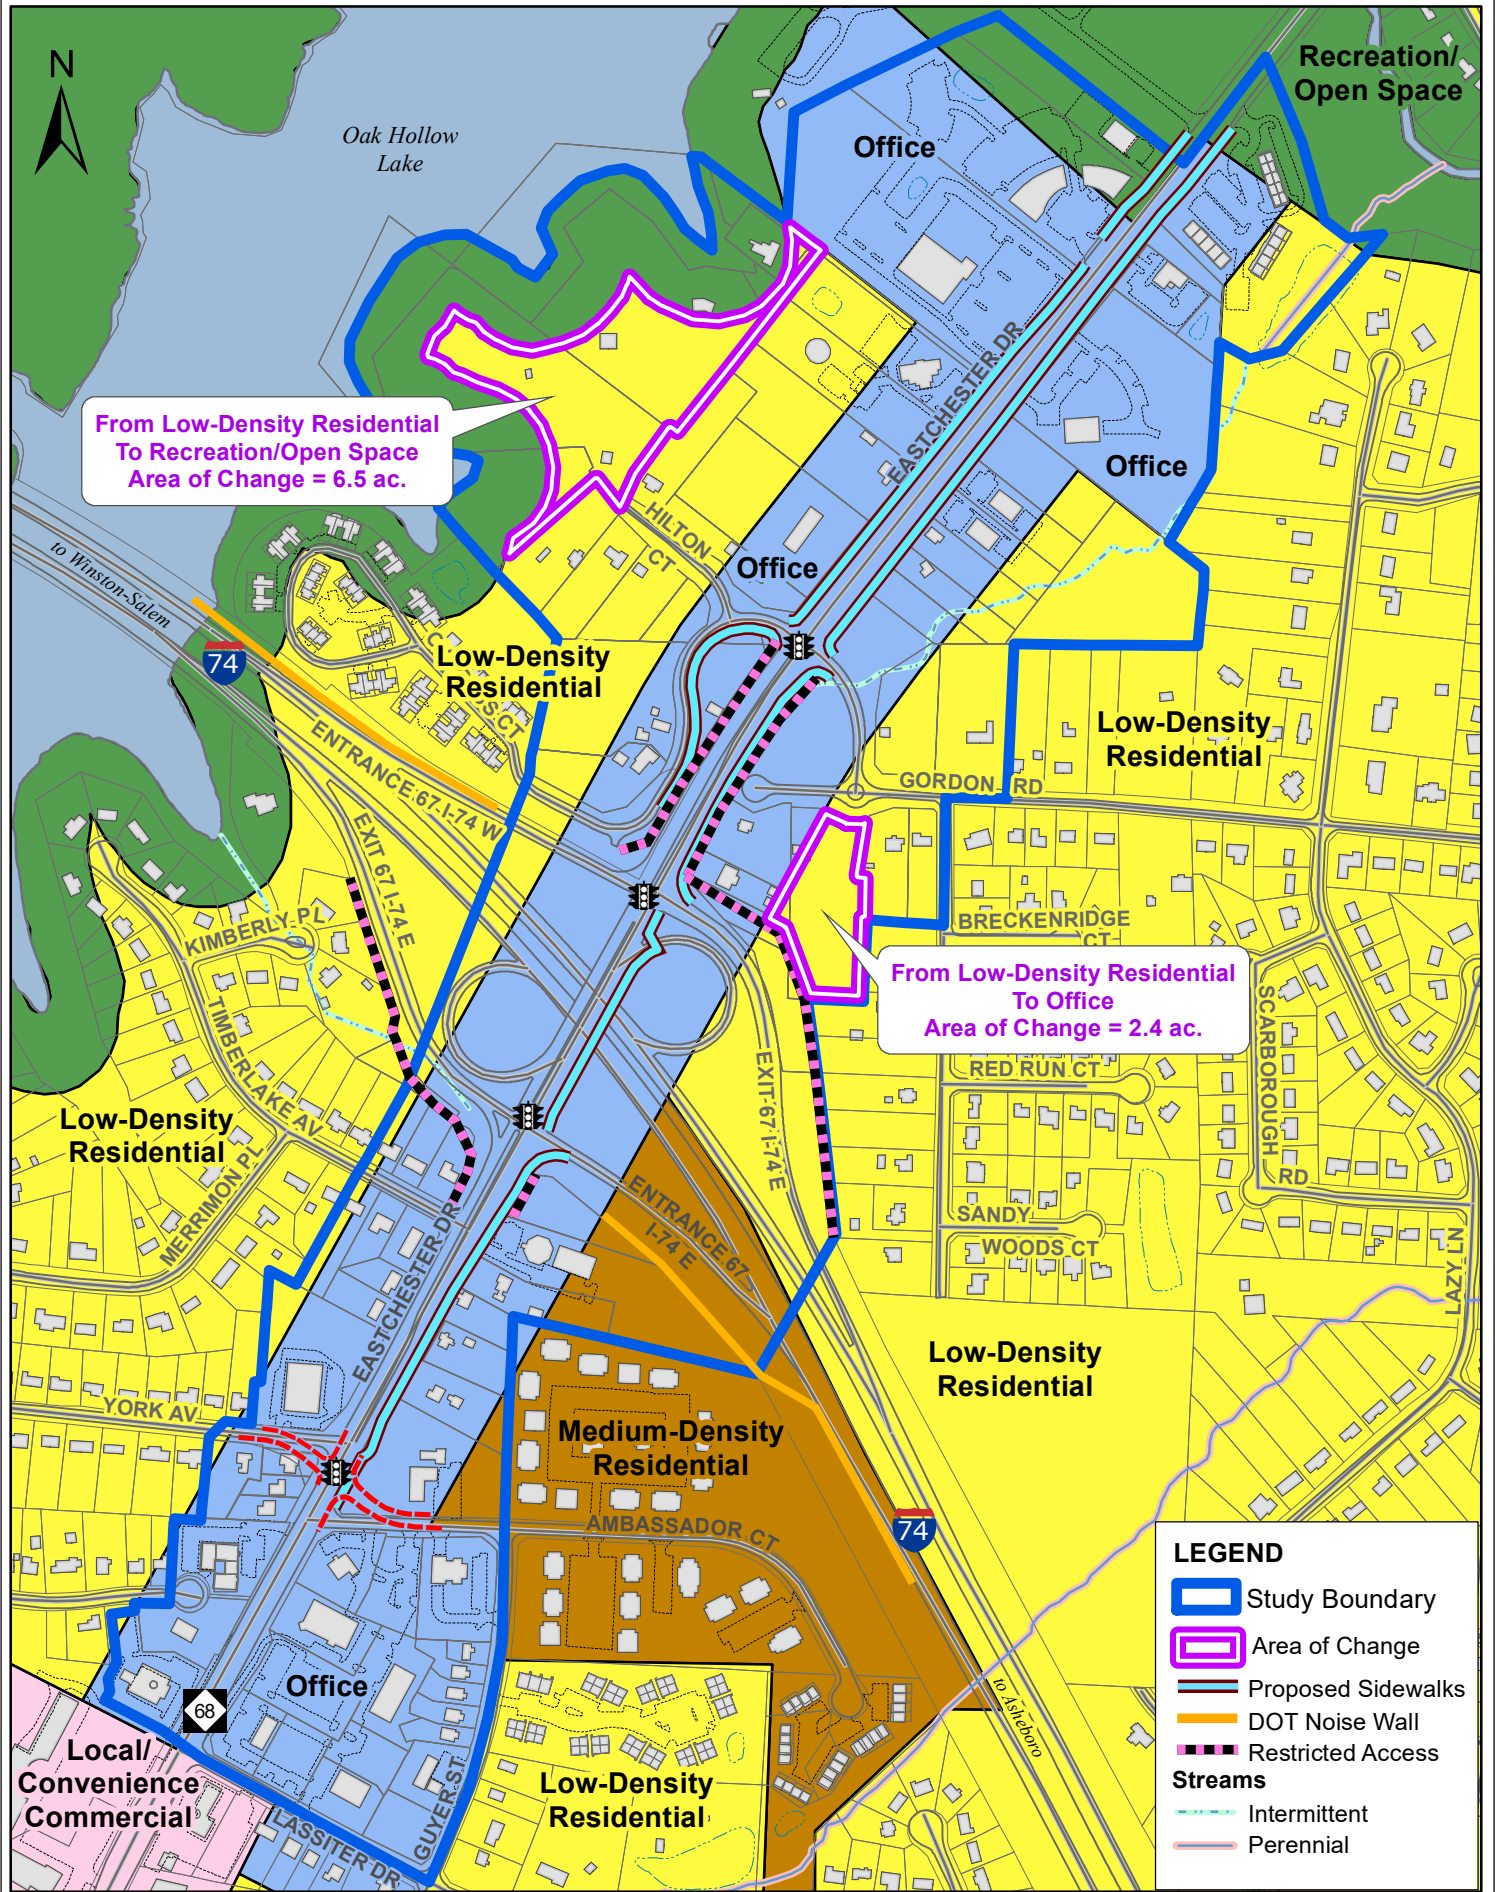 N
Oak Hollow
Lake
Recreation/
Open Space
Office
EASTCHESTER DR
From Low-Density Residential
To Recreation/Open Space
Area of Change = 6.5 ac.
Office
HILTON
CT
Office
to Winston-Salem
74
Low-Density
Residential
CT
ENTRANCE 67 I-74 W
Low-Density
Residential
GORDON RD
EXIT 67 I-74 E
KIMBERLY PL
BRECKENRIDGE
CT
From Low-Density Residential
To Office
Area of Change = 2.4 ac.
TIMBERLAKE AV
SCARBOROUGH
RD
EXIT 67 I-74 E
RED RUN CT
Low-Density
Residential
MERRIMON PL
ENTRANCE 67
I-74 E
SANDY
WOODS CT
LAZY LN
EASTCHESTER DR
Low-Density
Residential
YORK AV
Medium-Density
Residential
AMBASSADOR CT
74
Office
68
to Asheboro
Local/
Convenience
Commercial
LASSITER DR
GUYER ST
Low-Density
Residential
LEGEND
Study Boundary
Area of Change
Proposed Sidewalks
DOT Noise Wall
Restricted Access
Streams
Intermittent
Perennial